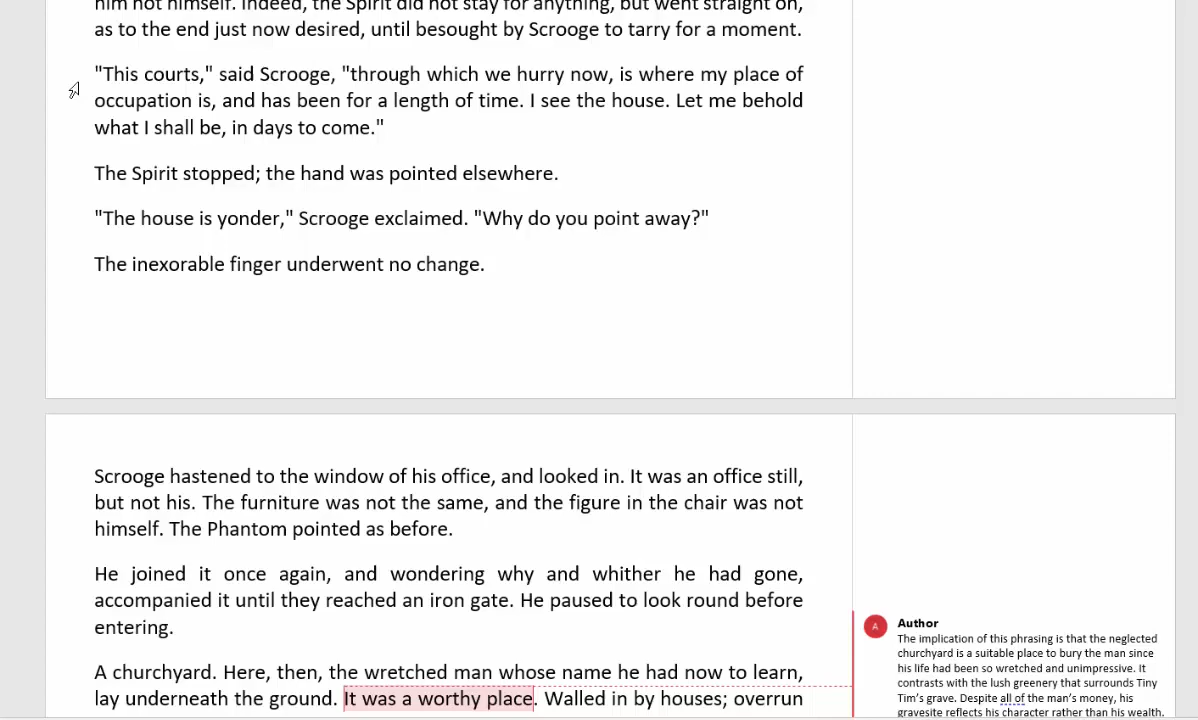 him not himself. Indeed, the Spirit did not stay for anything, but went straight on,
as to the end just now desired, until besought by Scrooge to tarry for a moment.
"This courts," said Scrooge, "through which we hurry now, is where my place of
occupation is, and has been for a length of time. I see the house. Let me behold
what I shall be, in days to come."
The Spirit stopped; the hand was pointed elsewhere.
"The house is yonder," Scrooge exclaimed. "Why do you point away?"
The inexorable finger underwent no change.
Scrooge hastened to the window of his office, and looked in. It was an office still,
but not his. The furniture was not the same, and the figure in the chair was not
himself. The Phantom pointed as before.
He joined it once again, and wondering why and whither he had gone,
accompanied it until they reached an iron gate. He paused to look round before
entering.
A churchyard. Here, then, the wretched man whose name he had now to learn,
lay underneath the ground. It was a worthy place. Walled in by houses; overrun
A
Author
The implication of this phrasing is that the neglected
churchyard is a suitable place to bury the man since
his life had been so wretched and unimpressive. It
contrasts with the lush greenery that surrounds Tiny
Tim's grave. Despite all of the man's money, his
gravesite reflects his character rather than his wealth.